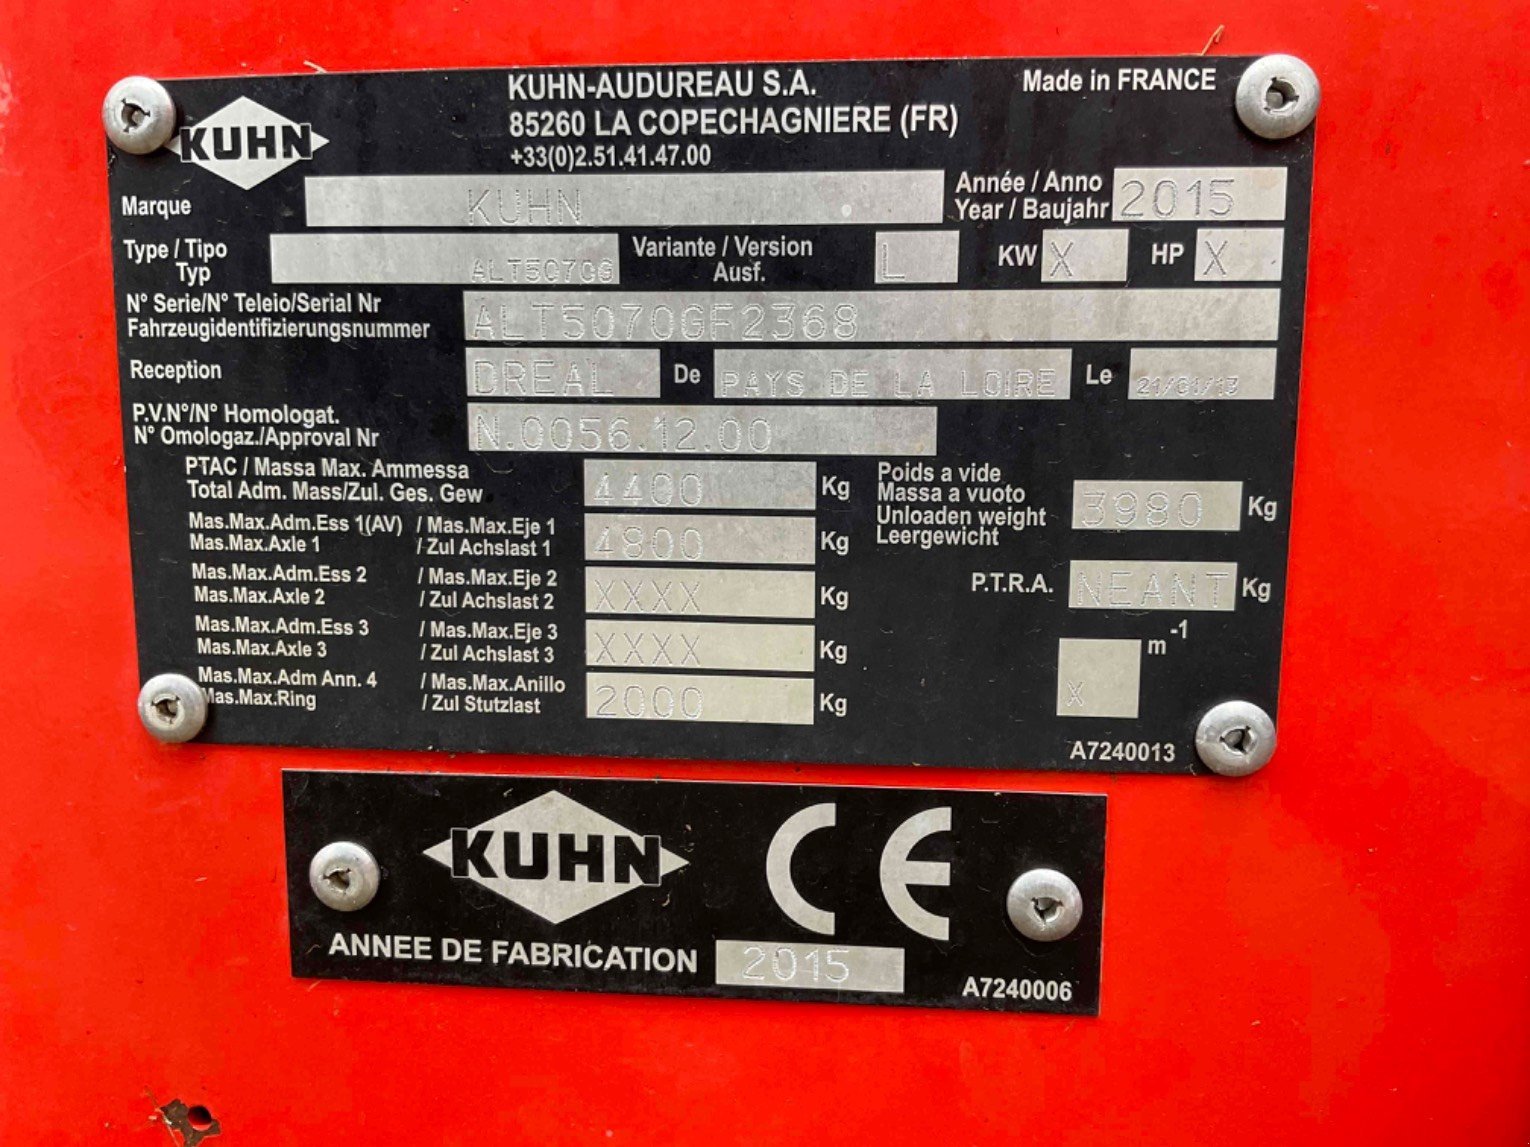 KUHN
KUHN-AUDUREAU S.A.
85260 LA COPECHAGNIERE (FR)
+33(0)2.51.41.47.00
Made in FRANCE
Marque KUHN
Année / Anno
Year / Baujahr 2015
Type / Tipo
Typ ALT5070G
Variante / Version
Ausf. L
KW X HP X
N° Serie/N° Teleio/Serial Nr
Fahrzeugidentifizierungsnummer ALT5070GF2368
Reception DREAL De PAYS DE LA LOIRE Le 21/01/13
P.V.N°/N° Homologat.
N° Omologaz./Approval Nr N.0056.12.00
PTAC / Massa Max. Ammessa
Total Adm. Mass/Zul. Ges. Gew 4400 Kg
Poids a vide
Massa a vuoto
Unloaden weight
Leergewicht 3980 Kg
Mas.Max.Adm.Ess 1(AV) / Mas.Max.Eje 1
Mas.Max.Axle 1 / Zul Achslast 1 4800 Kg
Mas.Max.Adm.Ess 2 / Mas.Max.Eje 2
Mas.Max.Axle 2 / Zul Achslast 2 XXXX Kg
P.T.R.A. NEANT Kg
Mas.Max.Adm.Ess 3 / Mas.Max.Eje 3
Mas.Max.Axle 3 / Zul Achslast 3 XXXX Kg
X m-1
Mas.Max.Adm Ann. 4 / Mas.Max.Anillo
Mas.Max.Ring / Zul Stutzlast 2000 Kg
A7240013
KUHN CE
ANNEE DE FABRICATION 2015
A7240006